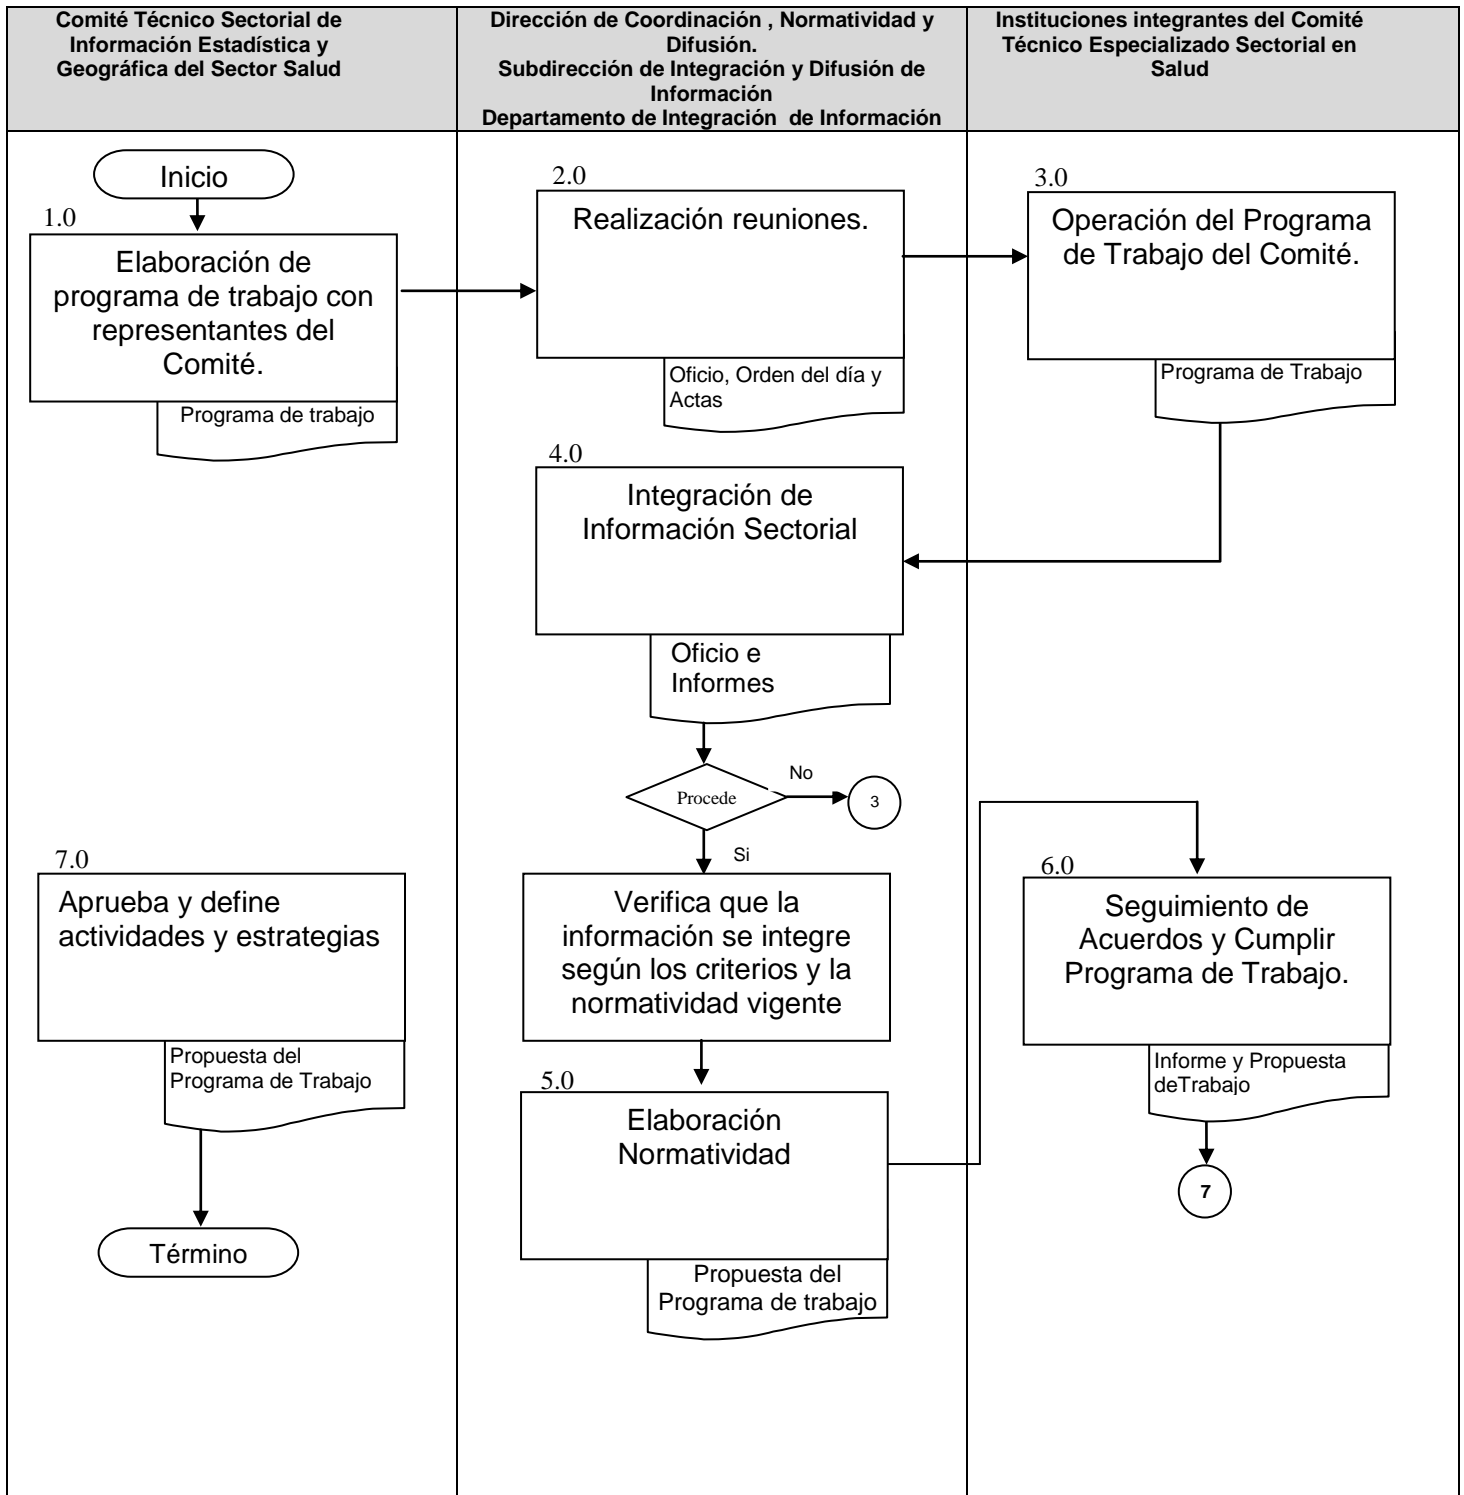 Comité Técnico Sectorial de
Información Estadística y
Geográfica del Sector Salud
Dirección de Coordinación , Normatividad y
Difusión.
Subdirección de Integración y Difusión de
Información
Departamento de Integración de Información
Instituciones integrantes del Comité
Técnico Especializado Sectorial en
Salud
Inicio
1.0
Elaboración de
programa de trabajo con
representantes del
Comité.
Programa de trabajo
2.0
Realización reuniones.
Oficio, Orden del día y
Actas
3.0
Operación del Programa
de Trabajo del Comité.
Programa de Trabajo
4.0
Integración de
Información Sectorial
Oficio e
Informes
Procede
No
3
Si
Verifica que la
información se integre
según los criterios y la
normatividad vigente
5.0
Elaboración
Normatividad
Propuesta del
Programa de trabajo
6.0
Seguimiento de
Acuerdos y Cumplir
Programa de Trabajo.
Informe y Propuesta
deTrabajo
7
7.0
Aprueba y define
actividades y estrategias
Propuesta del
Programa de Trabajo
Término